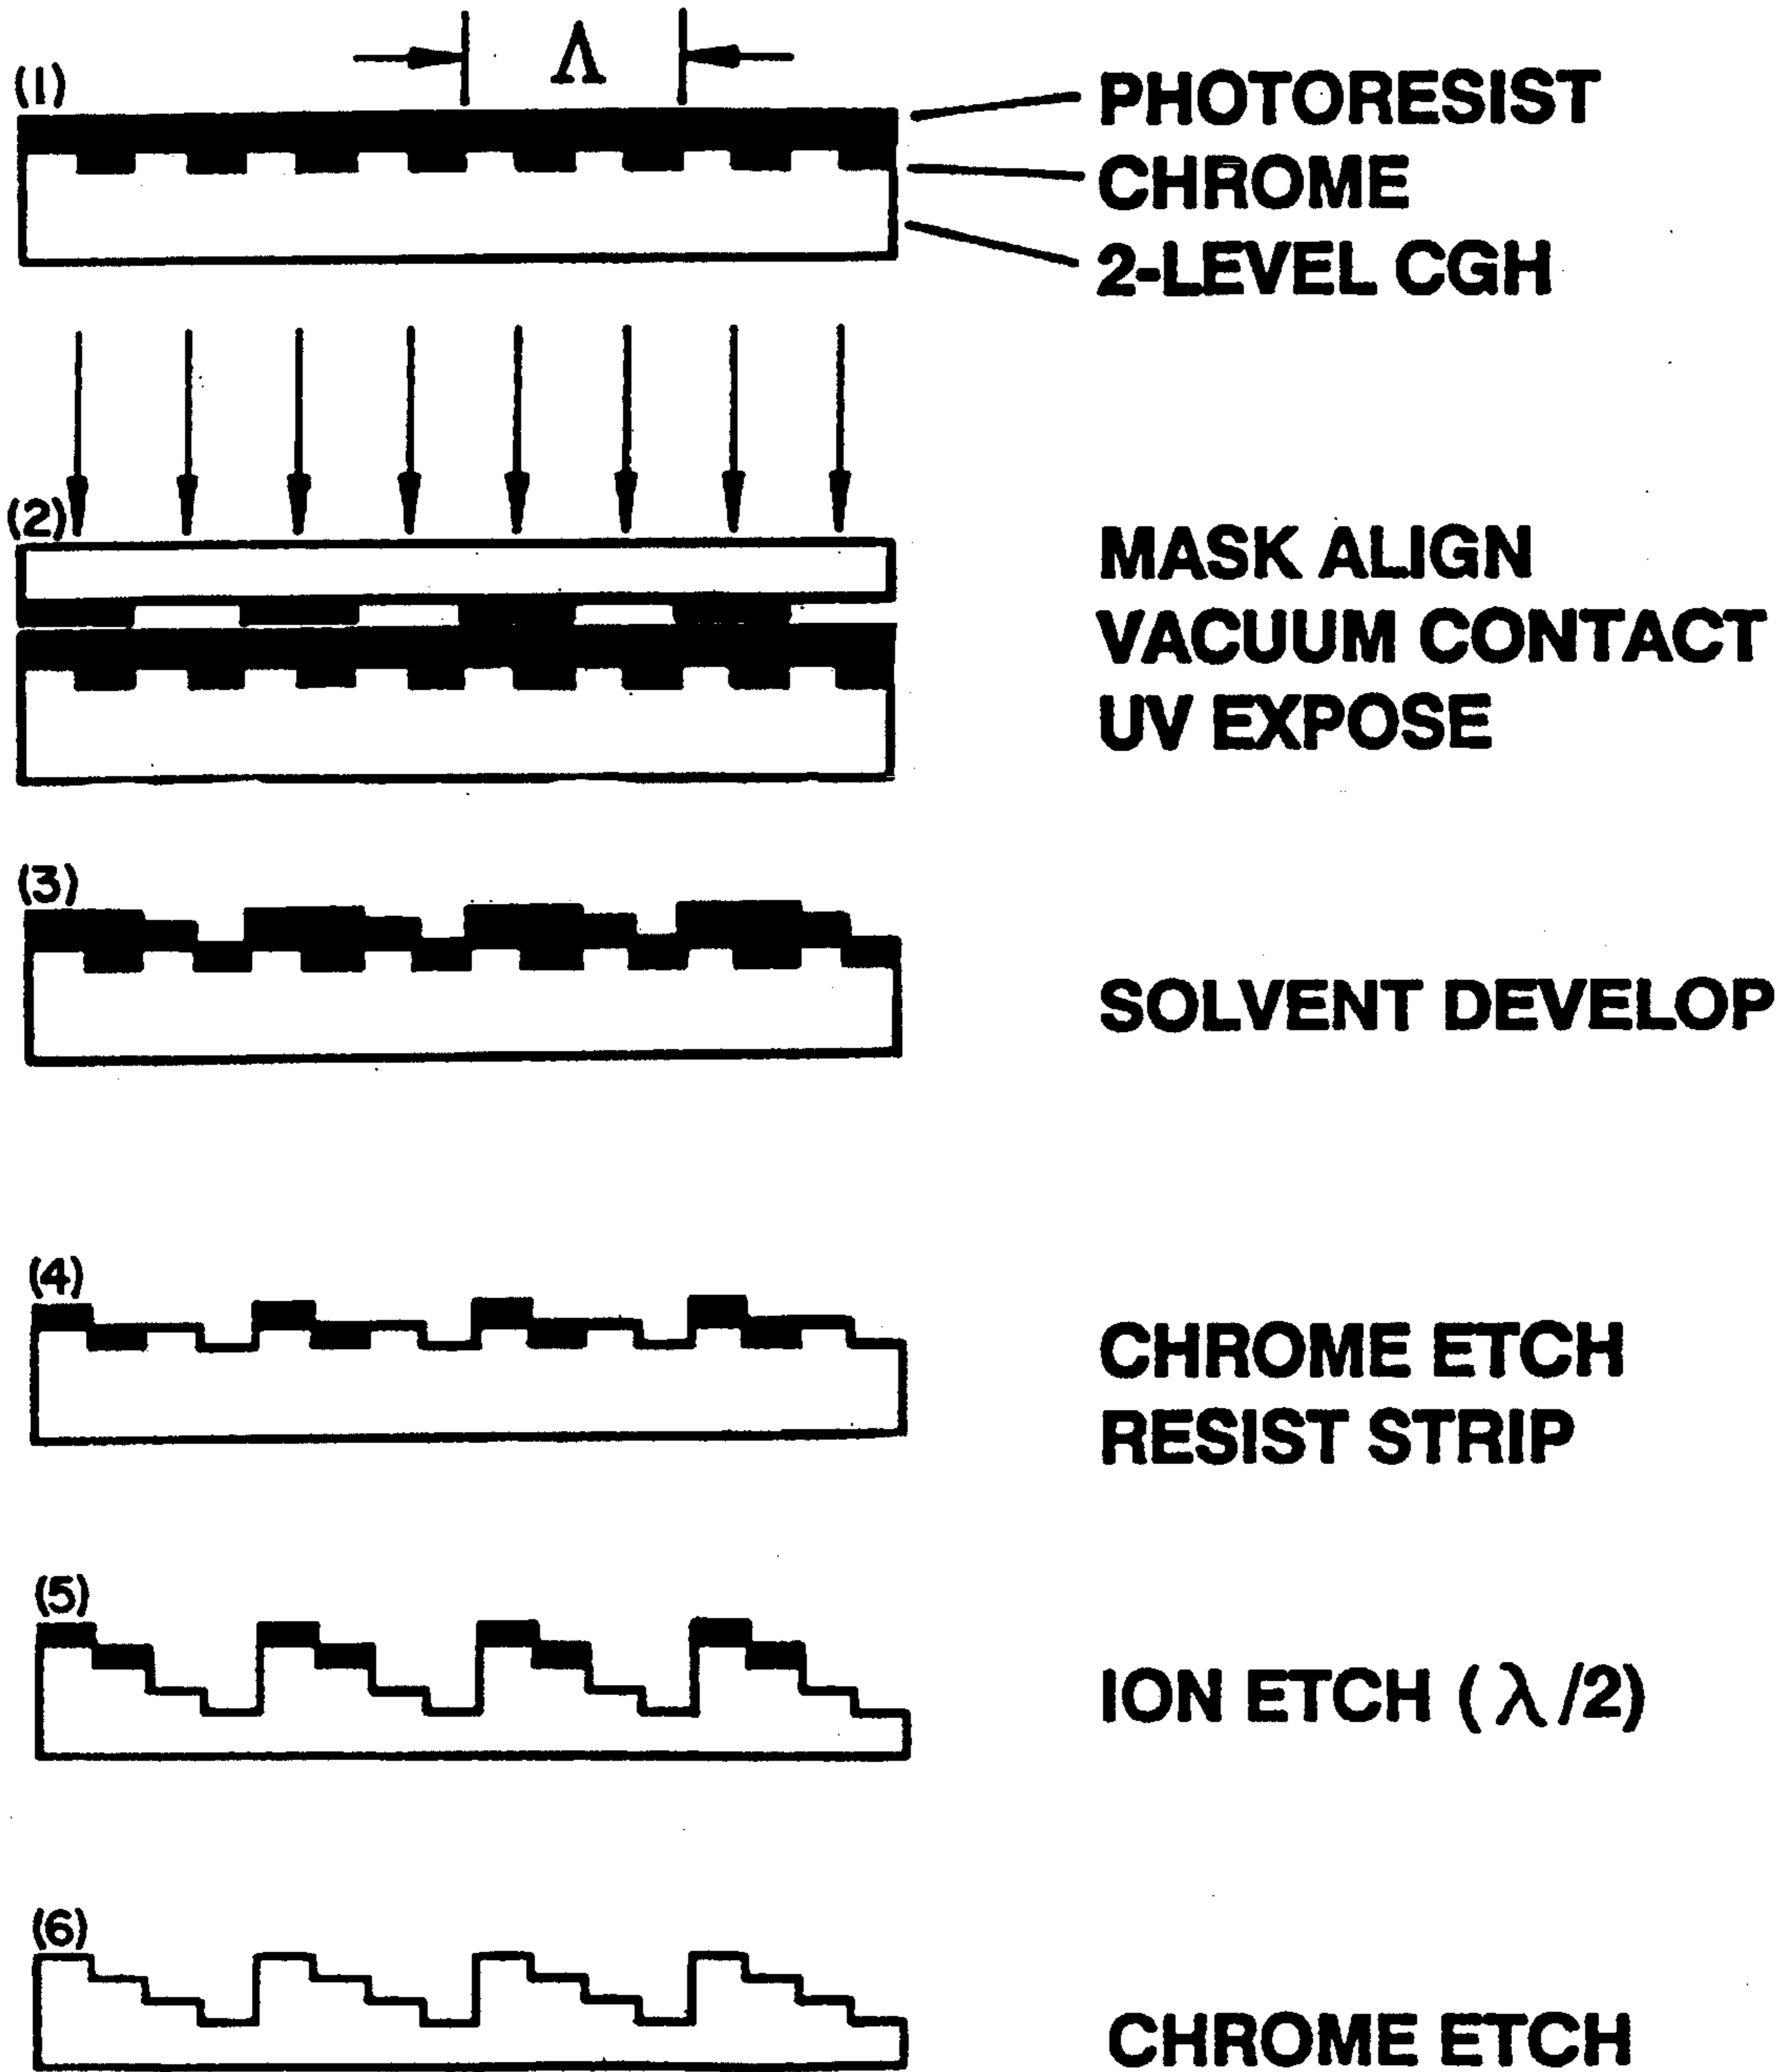 (1)
Λ
PHOTORESIST
CHROME
2-LEVEL CGH
(2)
MASK ALIGN
VACUUM CONTACT
UV EXPOSE
(3)
SOLVENT DEVELOP
(4)
CHROME ETCH
RESIST STRIP
(5)
ION ETCH (λ/2)
(6)
CHROME ETCH